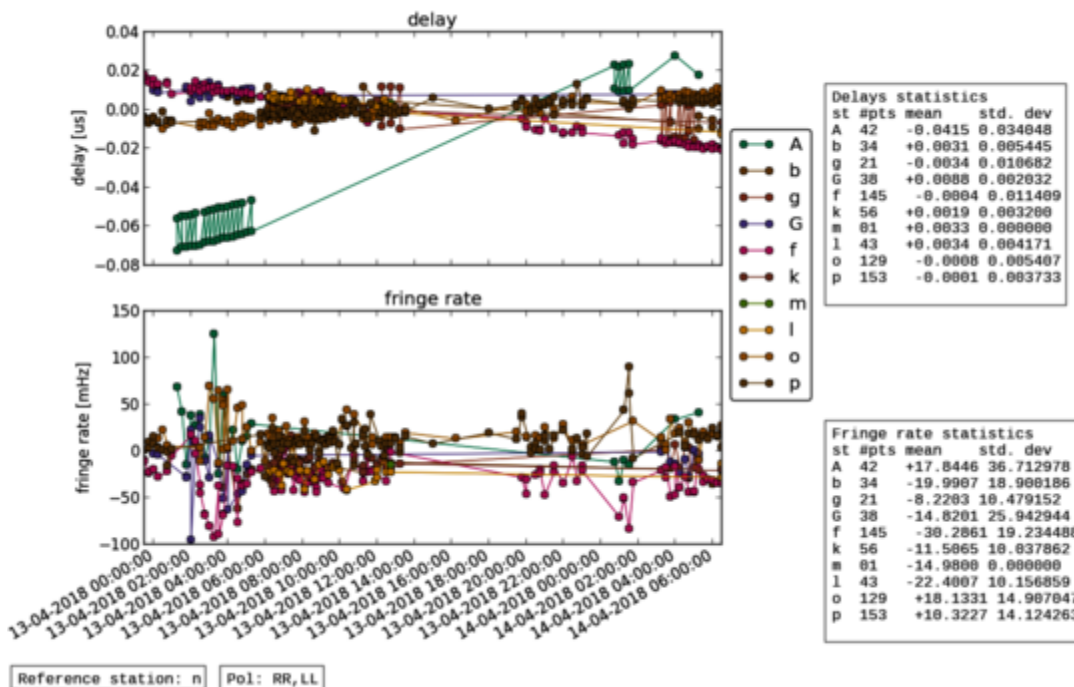 delay
0.04
0.02
0.00
−0.02
−0.04
−0.06
−0.08
delay [us]
fringe rate
150
100
50
0
−50
−100
fringe rate [mHz]
13-04-2018 00:00:00
13-04-2018 02:00:00
13-04-2018 04:00:00
13-04-2018 06:00:00
13-04-2018 08:00:00
13-04-2018 10:00:00
13-04-2018 12:00:00
13-04-2018 14:00:00
13-04-2018 16:00:00
13-04-2018 18:00:00
13-04-2018 20:00:00
13-04-2018 22:00:00
14-04-2018 00:00:00
14-04-2018 02:00:00
14-04-2018 04:00:00
14-04-2018 06:00:00
A
b
g
G
f
k
m
l
o
p
Delays statistics
st #pts mean std. dev
A 42 -0.0415 0.034048
b 34 +0.0031 0.005445
g 21 -0.0034 0.010682
G 38 +0.0088 0.002032
f 145 -0.0004 0.011409
k 56 +0.0019 0.003200
m 01 +0.0033 0.000000
l 43 +0.0034 0.004171
o 129 -0.0008 0.005407
p 153 -0.0001 0.003733
Fringe rate statistics
st #pts mean std. dev
A 42 +17.8446 36.712978
b 34 -19.9907 18.900186
g 21 -8.2203 10.479152
G 38 -14.8201 25.942944
f 145 -30.2861 19.234488
k 56 -11.5065 10.037862
m 01 -14.9800 0.000000
l 43 -22.4007 10.156859
o 129 +18.1331 14.907047
p 153 +10.3227 14.124263
Reference station: n
Pol: RR,LL